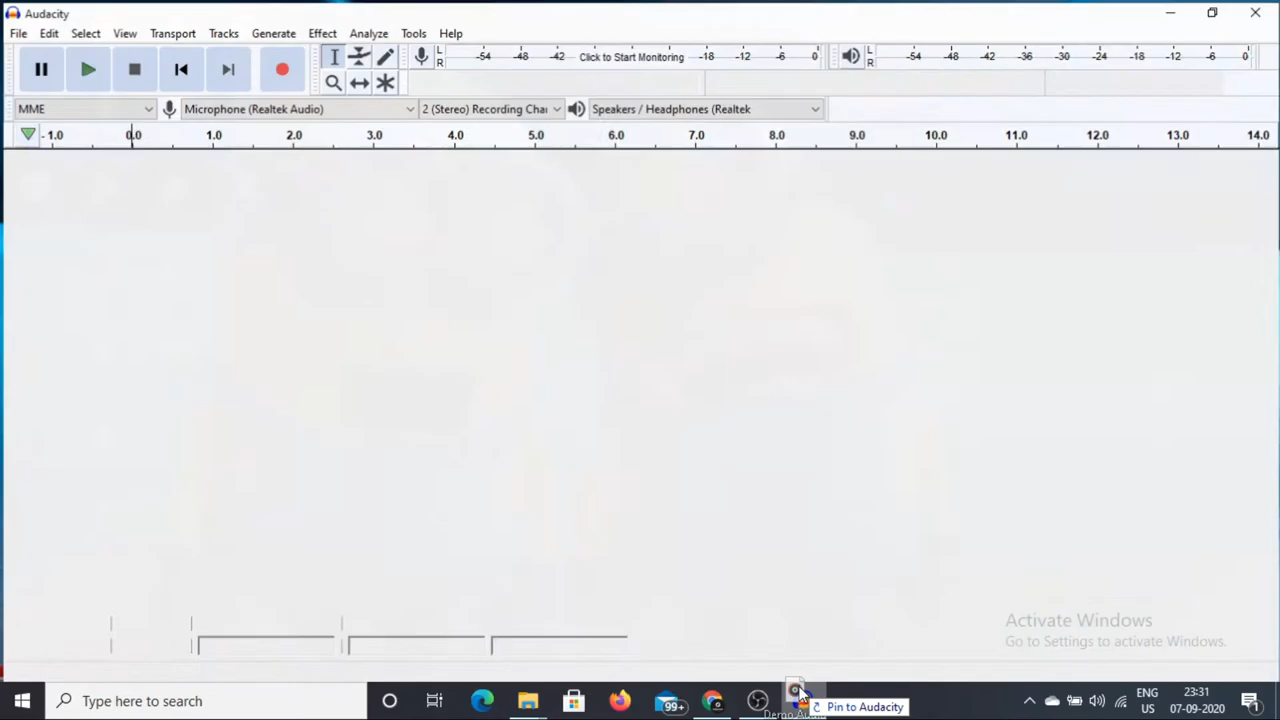 Audacity
File Edit Select View Transport Tracks Generate Effect Analyze Tools Help
L
R
-54 -48 -42 Click to Start Monitoring -18 -12 -6 0
L
R
-54 -48 -42 -36 -30 -24 -18 -12 -6 0
MME Microphone (Realtek Audio) 2 (Stereo) Recording Char Speakers / Headphones (Realtek
-1.0 0.0 1.0 2.0 3.0 4.0 5.0 6.0 7.0 8.0 9.0 10.0 11.0 12.0 13.0 14.0
Activate Windows
Go to Settings to activate Windows.
Type here to search
99+
Demo
Pin to Audacity
ENG
US
23:31
07-09-2020
1